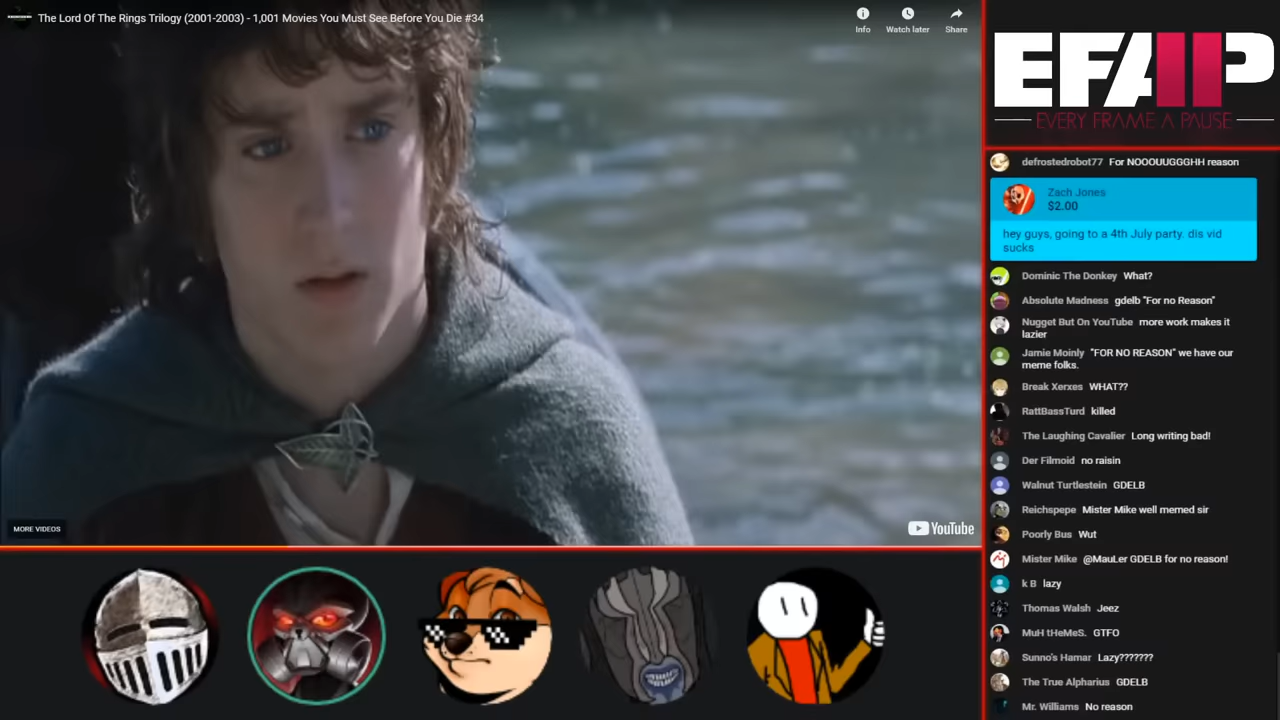 The Lord Of The Rings Trilogy (2001-2003) - 1,001 Movies You Must See Before You Die #34
Info
Watch later
Share
MORE VIDEOS
YouTube
EFAP
EVERY FRAME A PAUSE
defrostedrobot77 For NOOOUUGGGHH reason
Zach Jones
$2.00
hey guys, going to a 4th July party. dis vid
sucks
Dominic The Donkey What?
Absolute Madness gdelb "For no Reason"
Nugget But On YouTube more work makes it
lazier
Jamie Moinly "FOR NO REASON" we have our
meme folks.
Break Xerxes WHAT??
RattBassTurd killed
The Laughing Cavalier Long writing bad!
Der Filmoid no raisin
Walnut Turtlestein GDELB
Reichspepe Mister Mike well memed sir
Poorly Bus Wut
Mister Mike @MauLer GDELB for no reason!
k B lazy
Thomas Walsh Jeez
MuH tHeMeS. GTFO
Sunno's Hamar Lazy???????
The True Alpharius GDELB
Mr. Williams No reason